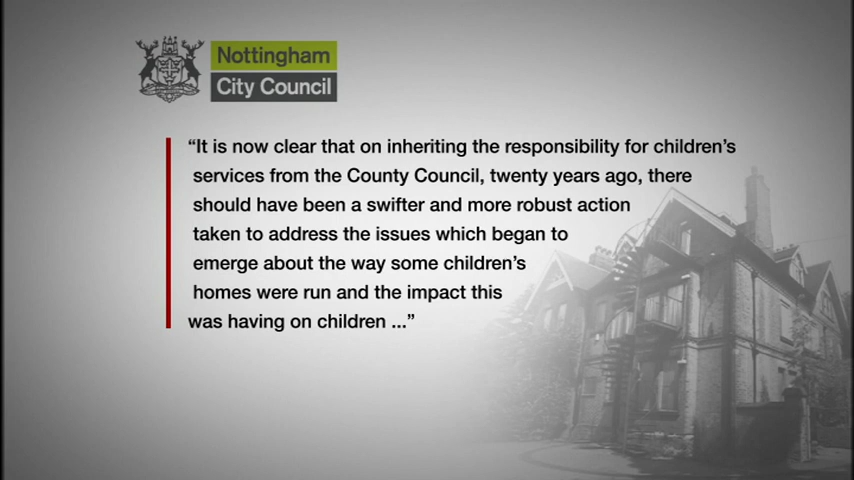 Nottingham
City Council
“It is now clear that on inheriting the responsibility for children’s
services from the County Council, twenty years ago, there
should have been a swifter and more robust action
taken to address the issues which began to
emerge about the way some children’s
homes were run and the impact this
was having on children ...”